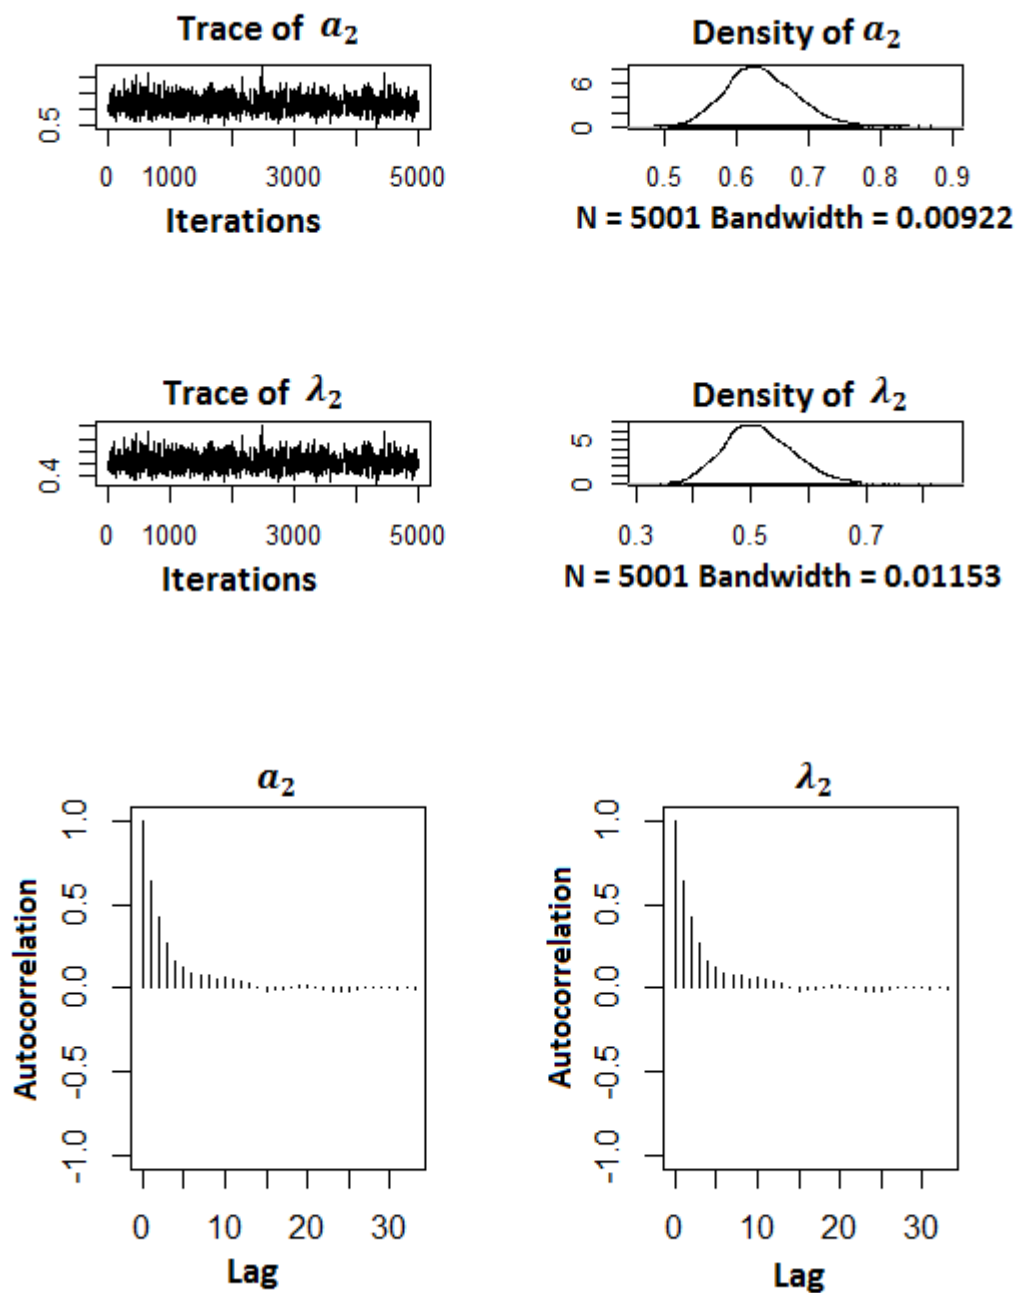 Trace of a₂
Density of a₂
0.5
0 1000 3000 5000
Iterations
6
0
0.5 0.6 0.7 0.8 0.9
N = 5001 Bandwidth = 0.00922
Trace of λ₂
Density of λ₂
0.4
0 1000 3000 5000
Iterations
5
0
0.3 0.5 0.7
N = 5001 Bandwidth = 0.01153
a₂
Autocorrelation
1.0
0.5
0.0
-0.5
-1.0
0 10 20 30
Lag
λ₂
Autocorrelation
1.0
0.5
0.0
-0.5
-1.0
0 10 20 30
Lag